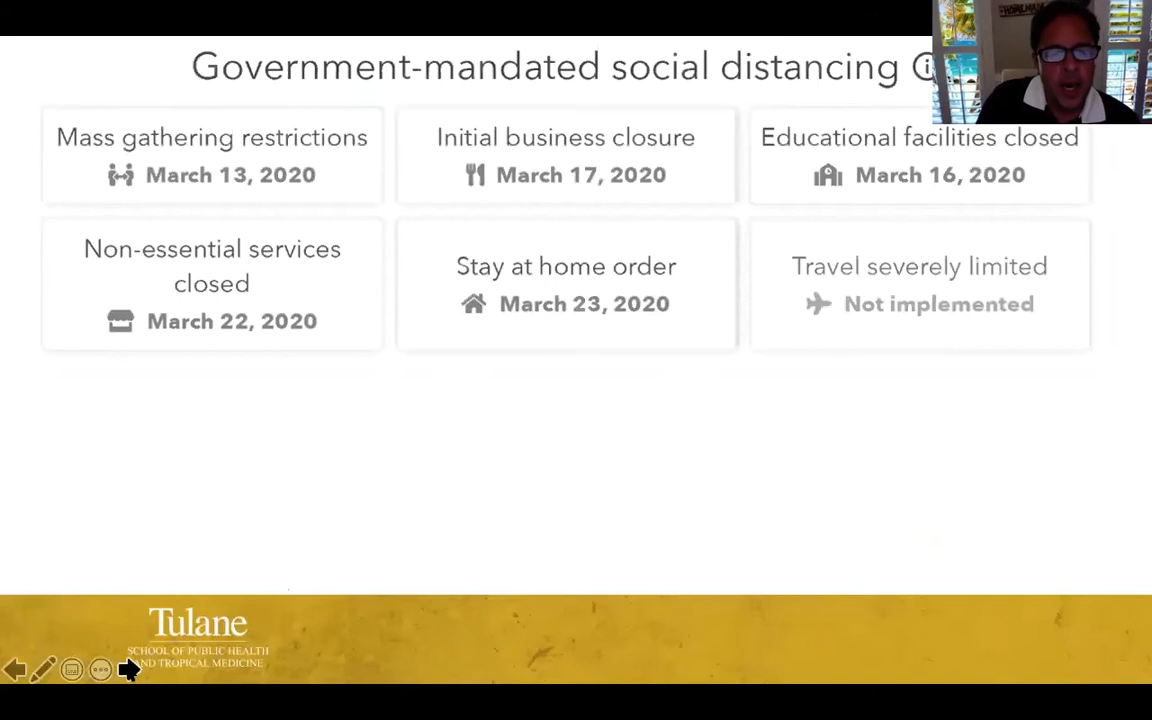 Government-mandated social distancing
Mass gathering restrictions
March 13, 2020
Initial business closure
March 17, 2020
Educational facilities closed
March 16, 2020
Non-essential services
closed
March 22, 2020
Stay at home order
March 23, 2020
Travel severely limited
Not implemented
Tulane
SCHOOL OF PUBLIC HEALTH
AND TROPICAL MEDICINE